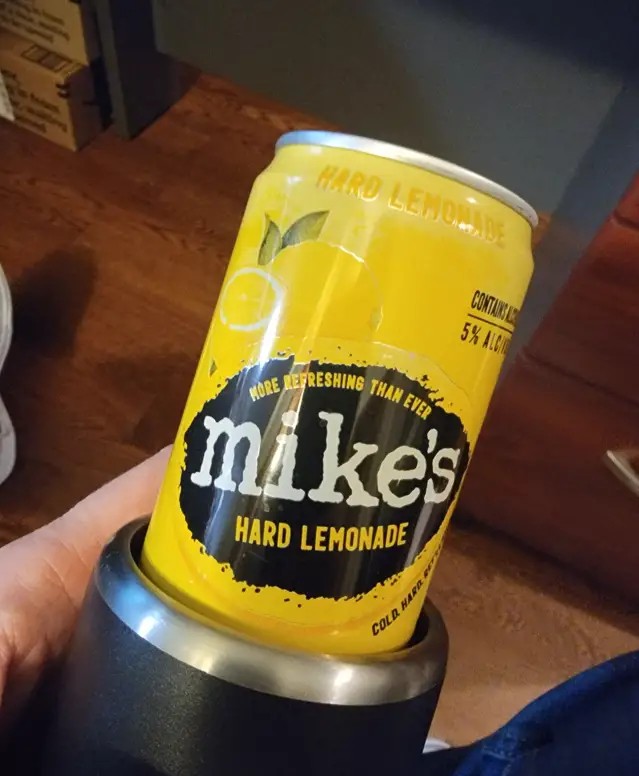 HARD LEMONADE
CONTAINS
5% ALC/
MORE REFRESHING THAN EVER
mike's
HARD LEMONADE
COLD. HARD.